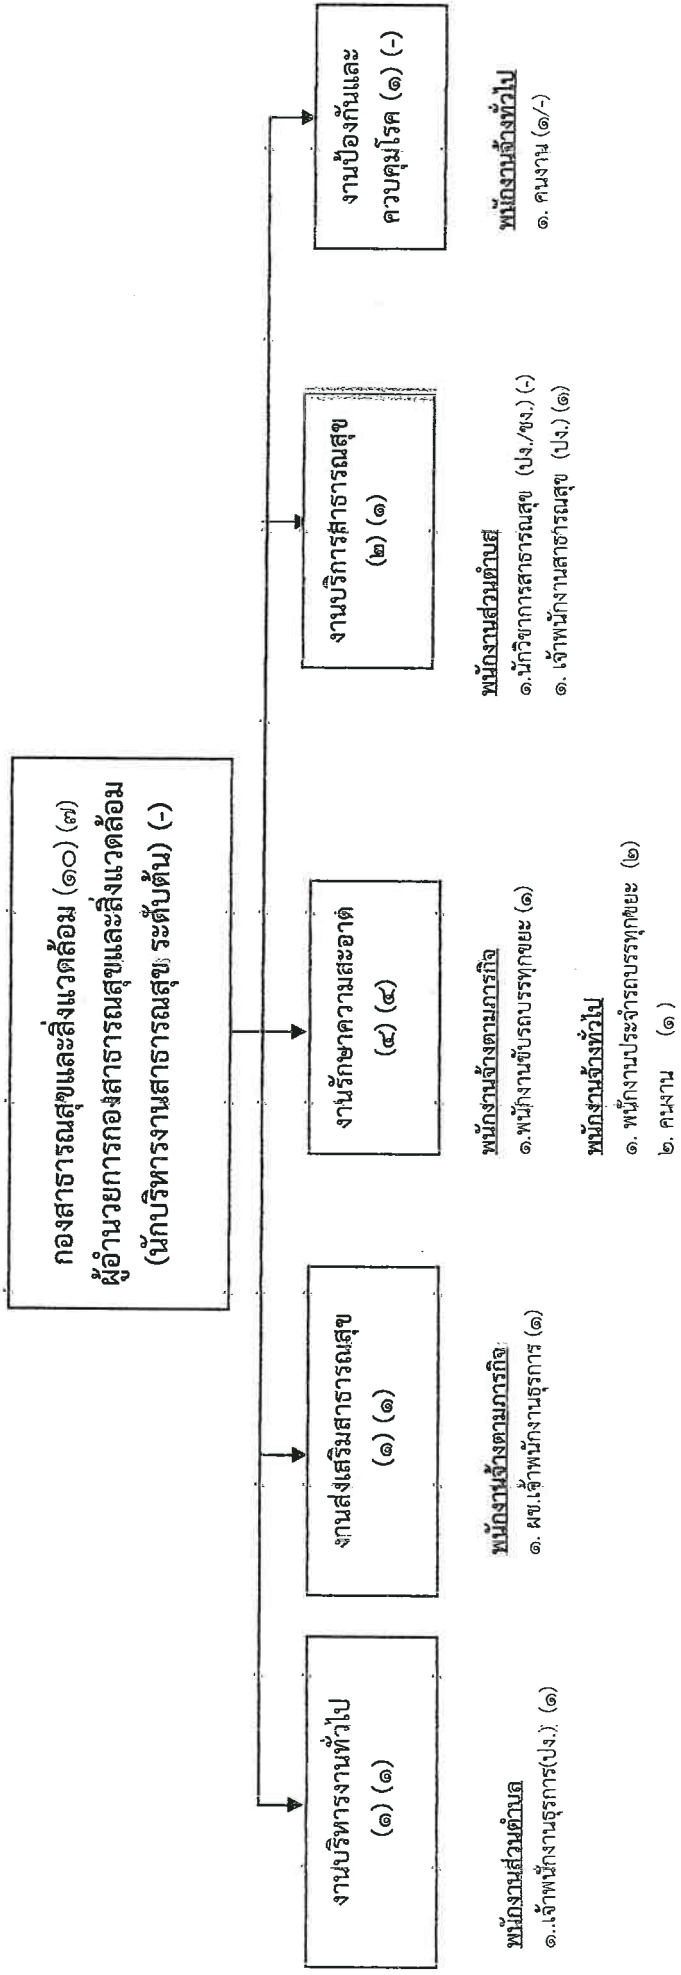 กองสาธารณสุขและสิ่งแวดล้อม (๑๐) (๗)
ผู้อำนวยการกองสาธารณสุขและสิ่งแวดล้อม
(นักบริหารงานสาธารณสุข ระดับต้น) (-)
งานบริหารงานทั่วไป
(๑) (๑)
พนักงานส่วนตำบล
๑..เจ้าพนักงานธุรการ(ปง.) (๑)
งานส่งเสริมสาธารณสุข
(๑) (๑)
พนักงานจ้างตามภารกิจ
๑. ผช.เจ้าพนักงานธุรการ (๑)
งานรักษาความสะอาด
(๔) (๔)
พนักงานจ้างตามภารกิจ
๑.พนักงานขับรถบรรทุกขยะ (๑)
พนักงานจ้างทั่วไป
๑. พนักงานประจำรถบรรทุกขยะ (๒)
๒. คนงาน (๑ )
งานบริการสาธารณสุข
(๒) (๑)
พนักงานส่วนตำบล
๑.นักวิชาการสาธารณสุข (ปง./ชง.) (-)
๑. เจ้าพนักงานสาธารณสุข (ปง.) (๑)
งานป้องกันและ
ควบคุมโรค (๑) (-)
พนักงานจ้างทั่วไป
๑. คนงาน (๑/-)